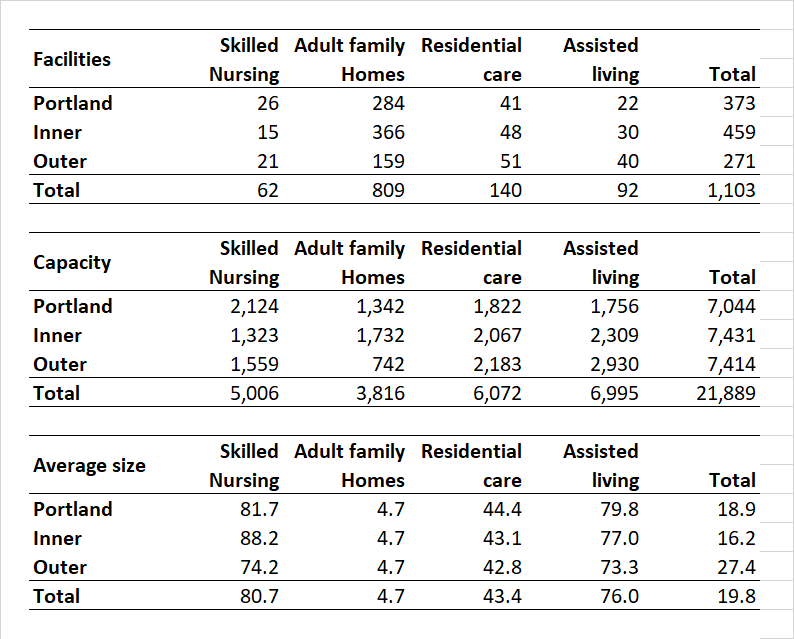 Facilities Skilled Nursing Adult family Homes Residential care Assisted living Total
Portland 26 284 41 22 373
Inner 15 366 48 30 459
Outer 21 159 51 40 271
Total 62 809 140 92 1,103
Capacity Skilled Nursing Adult family Homes Residential care Assisted living Total
Portland 2,124 1,342 1,822 1,756 7,044
Inner 1,323 1,732 2,067 2,309 7,431
Outer 1,559 742 2,183 2,930 7,414
Total 5,006 3,816 6,072 6,995 21,889
Average size Skilled Nursing Adult family Homes Residential care Assisted living Total
Portland 81.7 4.7 44.4 79.8 18.9
Inner 88.2 4.7 43.1 77.0 16.2
Outer 74.2 4.7 42.8 73.3 27.4
Total 80.7 4.7 43.4 76.0 19.8